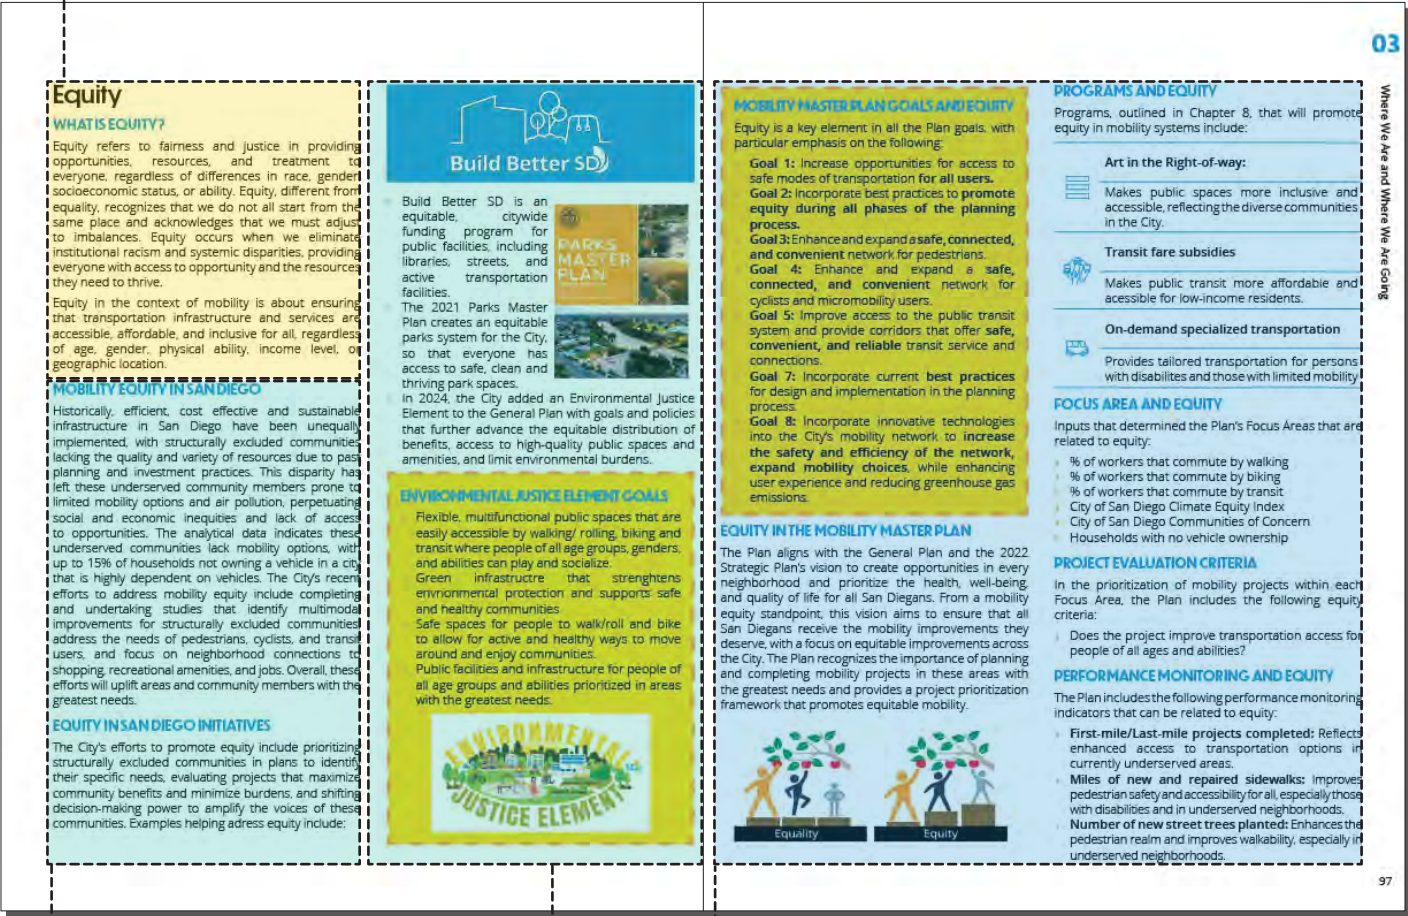 Equity
WHAT IS EQUITY?
Equity refers to fairness and justice in providing
opportunities, resources, and treatment to
everyone, regardless of differences in race, gender
socioeconomic status, or ability. Equity, different from
equality, recognizes that we do not all start from the
same place and acknowledges that we must adjust
to imbalances. Equity occurs when we eliminate
institutional racism and systemic disparities, providing
everyone with access to opportunity and the resources
they need to thrive.
Equity in the context of mobility is about ensuring
that transportation infrastructure and services are
accessible, affordable, and inclusive for all, regardless
of age, gender, physical ability, income level, or
geographic location.
MOBILITY EQUITY IN SAN DIEGO
Historically, efficient, cost effective and sustainable
infrastructure in San Diego have been unequally
implemented, with structurally excluded communities
lacking the quality and variety of resources due to past
planning and investment practices. This disparity has
left these underserved community members prone to
limited mobility options and air pollution, perpetuating
social and economic inequities and lack of access
to opportunities. The analytical data indicates these
underserved communities lack mobility options, with
up to 15% of households not owning a vehicle in a city
that is highly dependent on vehicles. The City's recent
efforts to address mobility equity include completing
and undertaking studies that identify multimodal
improvements for structurally excluded communities
address the needs of pedestrians, cyclists, and transit
users, and focus on neighborhood connections to
shopping, recreational amenities, and jobs. Overall, these
efforts will uplift areas and community members with the
greatest needs.
EQUITY IN SAN DIEGO INITIATIVES
The City's efforts to promote equity include prioritizing
structurally excluded communities in plans to identify
their specific needs, evaluating projects that maximize
community benefits and minimize burdens, and shifting
decision-making power to amplify the voices of these
communities. Examples helping adress equity include:
Build Better SD
Build Better SD is an
equitable, citywide
funding program for
public facilities, including
libraries, streets, and
active transportation
facilities.
The 2021 Parks Master
Plan creates an equitable
parks system for the City,
so that everyone has
access to safe, clean and
thriving park spaces.
In 2024, the City added an Environmental Justice
Element to the General Plan with goals and policies
that further advance the equitable distribution of
benefits, access to high-quality public spaces and
amenities, and limit environmental burdens.
PARKS
MASTER
PLAN
ENVIRONMENTAL JUSTICE ELEMENT GOALS
Flexible, multifunctional public spaces that are
easily accessible by walking/ rolling, biking and
transit where people of all age groups, genders,
and abilities can play and socialize.
Green infrastructre that strenghtens
envrionmental protection and supports safe
and healthy communities
Safe spaces for people to walk/roll and bike
to allow for active and healthy ways to move
around and enjoy communities.
Public facilities and infrastructure for people of
all age groups and abilities prioritized in areas
with the greatest needs.
ENVIRONMENTAL
JUSTICE ELEMENT
MOBILITY MASTER PLAN GOALS AND EQUITY
Equity is a key element in all the Plan goals, with
particular emphasis on the following:
Goal 1: Increase opportunities for access to
safe modes of transportation for all users.
Goal 2: Incorporate best practices to promote
equity during all phases of the planning
process.
Goal 3: Enhance and expand a safe, connected,
and convenient network for pedestrians.
Goal 4: Enhance and expand a safe,
connected, and convenient network for
cyclists and micromobility users.
Goal 5: Improve access to the public transit
system and provide corridors that offer safe,
convenient, and reliable transit service and
connections.
Goal 7: Incorporate current best practices
for design and implementation in the planning
process.
Goal 8: Incorporate innovative technologies
into the City's mobility network to increase
the safety and efficiency of the network,
expand mobility choices, while enhancing
user experience and reducing greenhouse gas
emissions.
EQUITY IN THE MOBILITY MASTER PLAN
The Plan aligns with the General Plan and the 2022
Strategic Plan's vision to create opportunities in every
neighborhood and prioritize the health, well-being,
and quality of life for all San Diegans. From a mobility
equity standpoint, this vision aims to ensure that all
San Diegans receive the mobility improvements they
deserve, with a focus on equitable improvements across
the City. The Plan recognizes the importance of planning
and completing mobility projects in these areas with
the greatest needs and provides a project prioritization
framework that promotes equitable mobility.
Equality
Equity
PROGRAMS AND EQUITY
Programs, outlined in Chapter 8, that will promote
equity in mobility systems include:
Art in the Right-of-way:
Makes public spaces more inclusive and
accessible, reflecting the diverse communities
in the City.
Transit fare subsidies
Makes public transit more affordable and
acessible for low-income residents.
On-demand specialized transportation
Provides tailored transportation for persons
with disabilites and those with limited mobility
FOCUS AREA AND EQUITY
Inputs that determined the Plan's Focus Areas that are
related to equity:
% of workers that commute by walking
% of workers that commute by biking
% of workers that commute by transit
City of San Diego Climate Equity Index
City of San Diego Communities of Concern
Households with no vehicle ownership
PROJECT EVALUATION CRITERIA
In the prioritization of mobility projects within each
Focus Area, the Plan includes the following equity
criteria:
Does the project improve transportation access for
people of all ages and abilities?
PERFORMANCE MONITORING AND EQUITY
The Plan includes the following performance monitoring
indicators that can be related to equity:
First-mile/Last-mile projects completed: Reflects
enhanced access to transportation options in
currently underserved areas.
Miles of new and repaired sidewalks: Improves
pedestrian safety and accessibility for all, especially those
with disabilities and in underserved neighborhoods.
Number of new street trees planted: Enhances the
pedestrian realm and improves walkability, especially in
underserved neighborhoods.
03
Where We Are and Where We Are Going
97